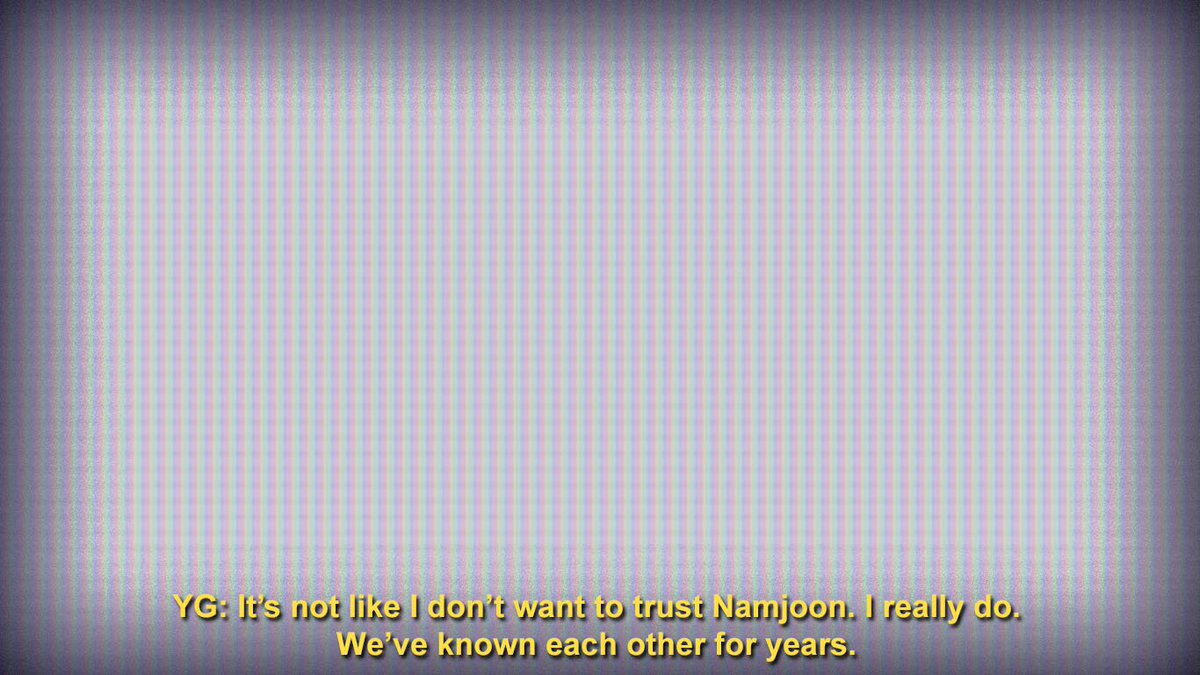 YG: It’s not like I don’t want to trust Namjoon. I really do.
We’ve known each other for years.